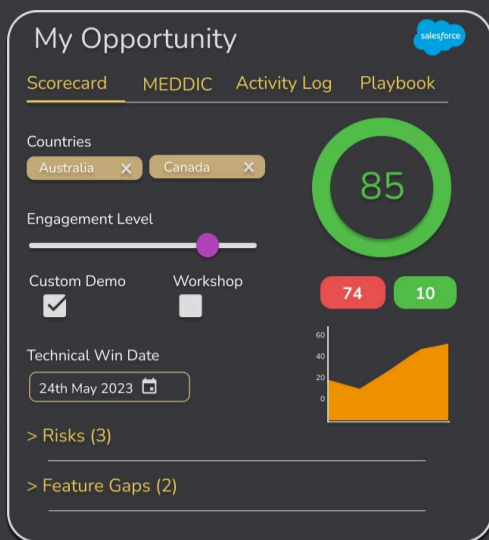 My Opportunity
salesforce
Scorecard MEDDIC Activity Log Playbook
Countries
Australia X Canada X
85
Engagement Level
Custom Demo Workshop
74 10
Technical Win Date
24th May 2023
60
40
20
0
> Risks (3)
> Feature Gaps (2)